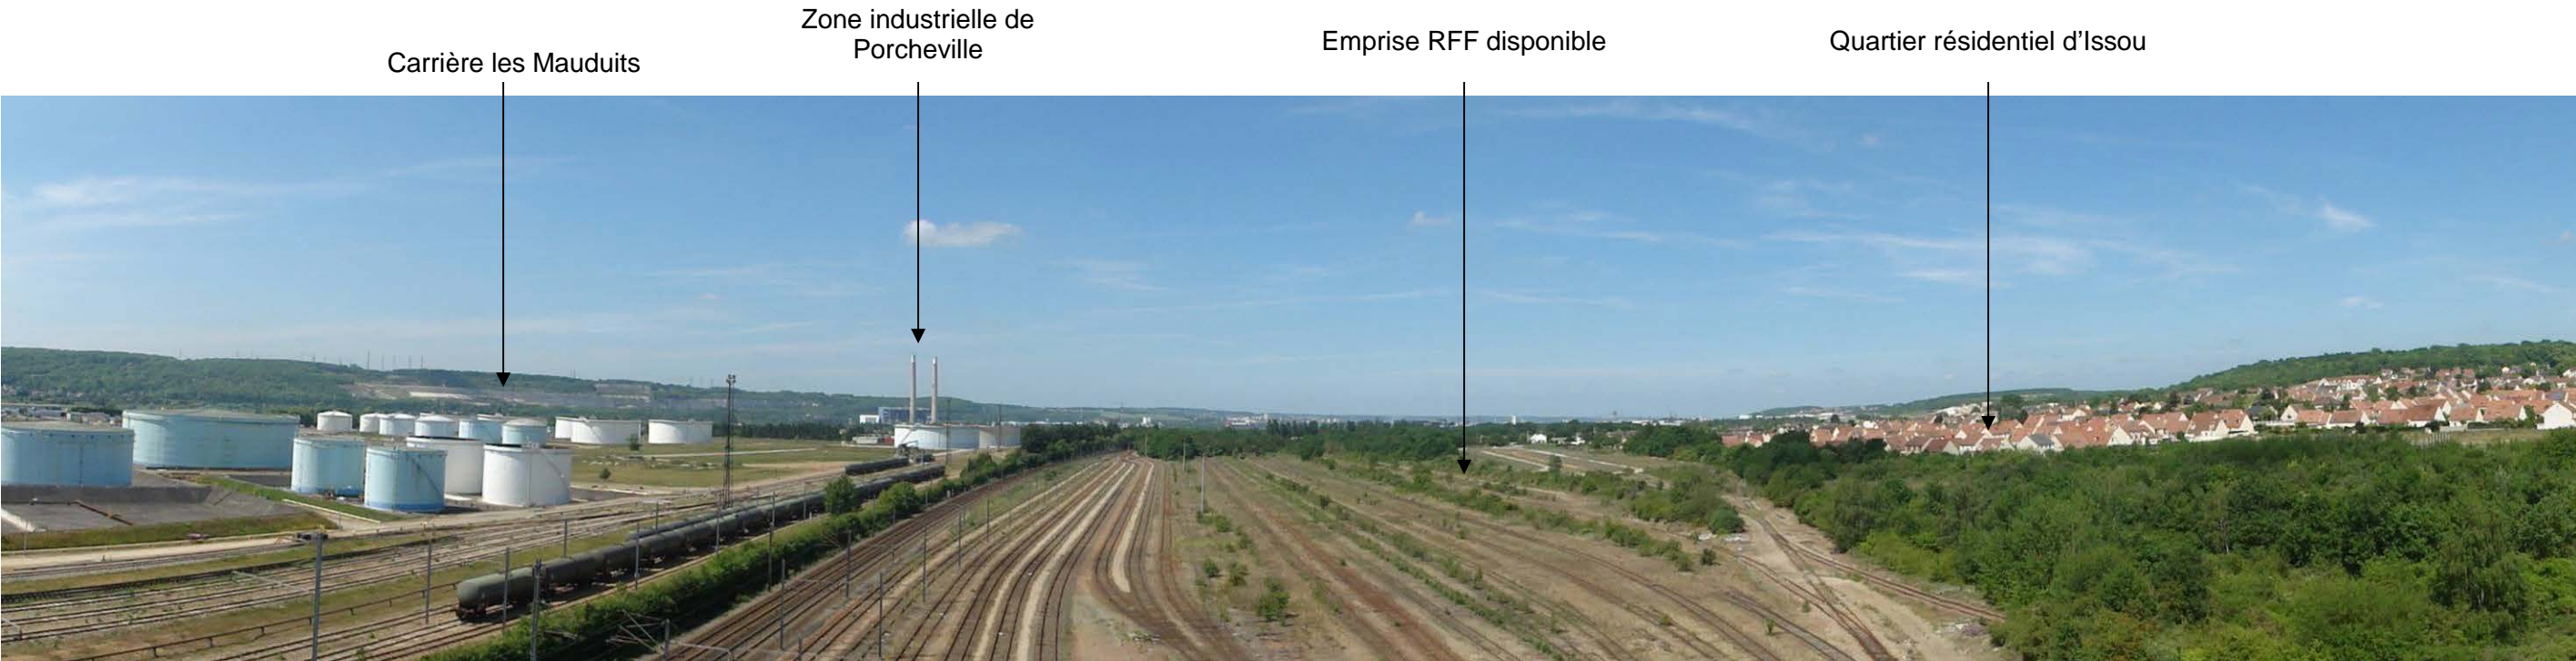 Carrière les Mauduits
Zone industrielle de
Porcheville
Emprise RFF disponible
Quartier résidentiel d’Issou